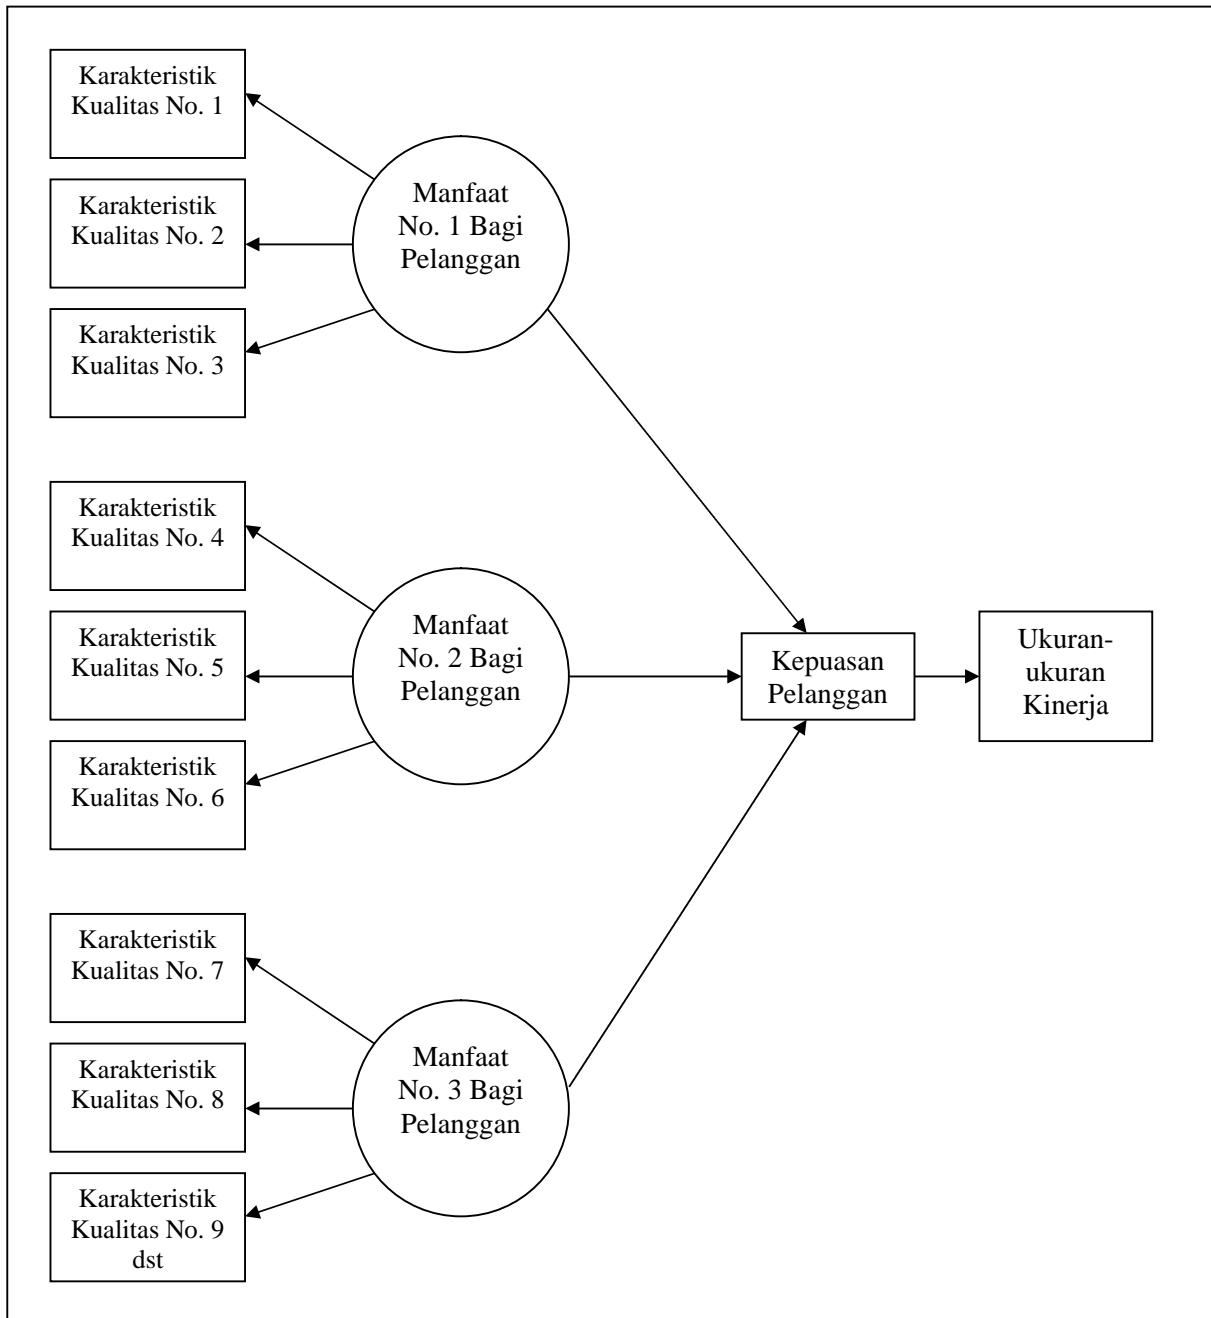 Karakteristik
Kualitas No. 1
Karakteristik
Kualitas No. 2
Karakteristik
Kualitas No. 3
Manfaat
No. 1 Bagi
Pelanggan
Karakteristik
Kualitas No. 4
Karakteristik
Kualitas No. 5
Karakteristik
Kualitas No. 6
Manfaat
No. 2 Bagi
Pelanggan
Karakteristik
Kualitas No. 7
Karakteristik
Kualitas No. 8
Karakteristik
Kualitas No. 9
dst
Manfaat
No. 3 Bagi
Pelanggan
Kepuasan
Pelanggan
Ukuran-
ukuran
Kinerja